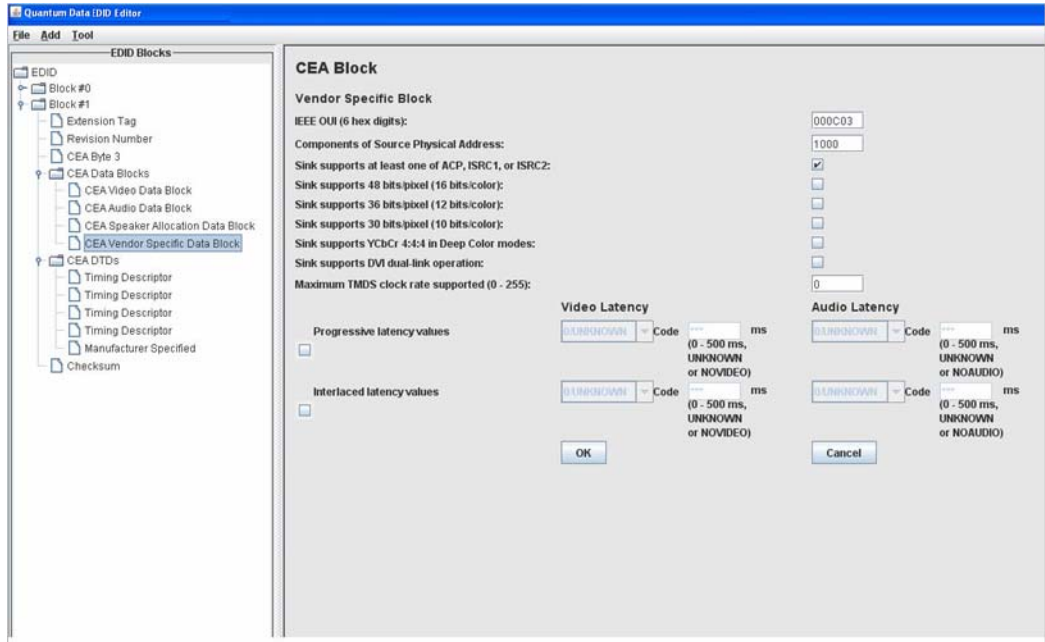 Quantum Data EDID Editor
File Add Tool
EDID Blocks
EDID
Block #0
Block #1
Extension Tag
Revision Number
CEA Byte 3
CEA Data Blocks
CEA Video Data Block
CEA Audio Data Block
CEA Speaker Allocation Data Block
CEA Vendor Specific Data Block
CEA DTDs
Timing Descriptor
Timing Descriptor
Timing Descriptor
Timing Descriptor
Manufacturer Specified
Checksum
CEA Block
Vendor Specific Block
IEEE OUI (6 hex digits): 000C03
Components of Source Physical Address: 1000
Sink supports at least one of ACP, ISRC1, or ISRC2:
Sink supports 48 bits/pixel (16 bits/color):
Sink supports 36 bits/pixel (12 bits/color):
Sink supports 30 bits/pixel (10 bits/color):
Sink supports YCbCr 4:4:4 in Deep Color modes:
Sink supports DVI dual-link operation:
Maximum TMDS clock rate supported (0 - 255): 0
Video Latency Audio Latency
Progressive latency values 0/UNKNOWN Code --- ms 0/UNKNOWN Code --- ms
(0 - 500 ms, (0 - 500 ms,
UNKNOWN UNKNOWN
or NOVIDEO) or NOAUDIO)
Interlaced latency values 0/UNKNOWN Code --- ms 0/UNKNOWN Code --- ms
(0 - 500 ms, (0 - 500 ms,
UNKNOWN UNKNOWN
or NOVIDEO) or NOAUDIO)
OK Cancel